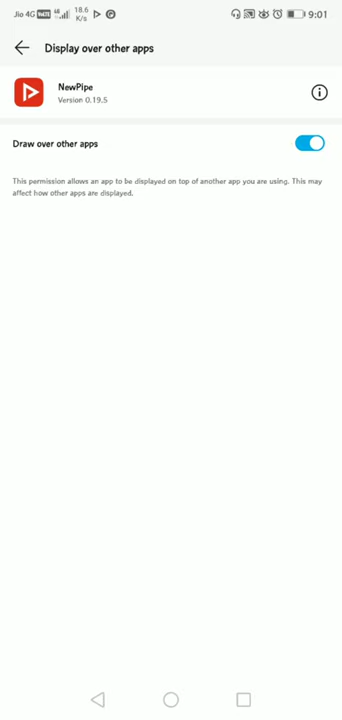 Jio 4G VoLTE 4G 18.6 K/s 9:01
Display over other apps
NewPipe
Version 0.19.5
Draw over other apps
This permission allows an app to be displayed on top of another app you are using. This may
affect how other apps are displayed.